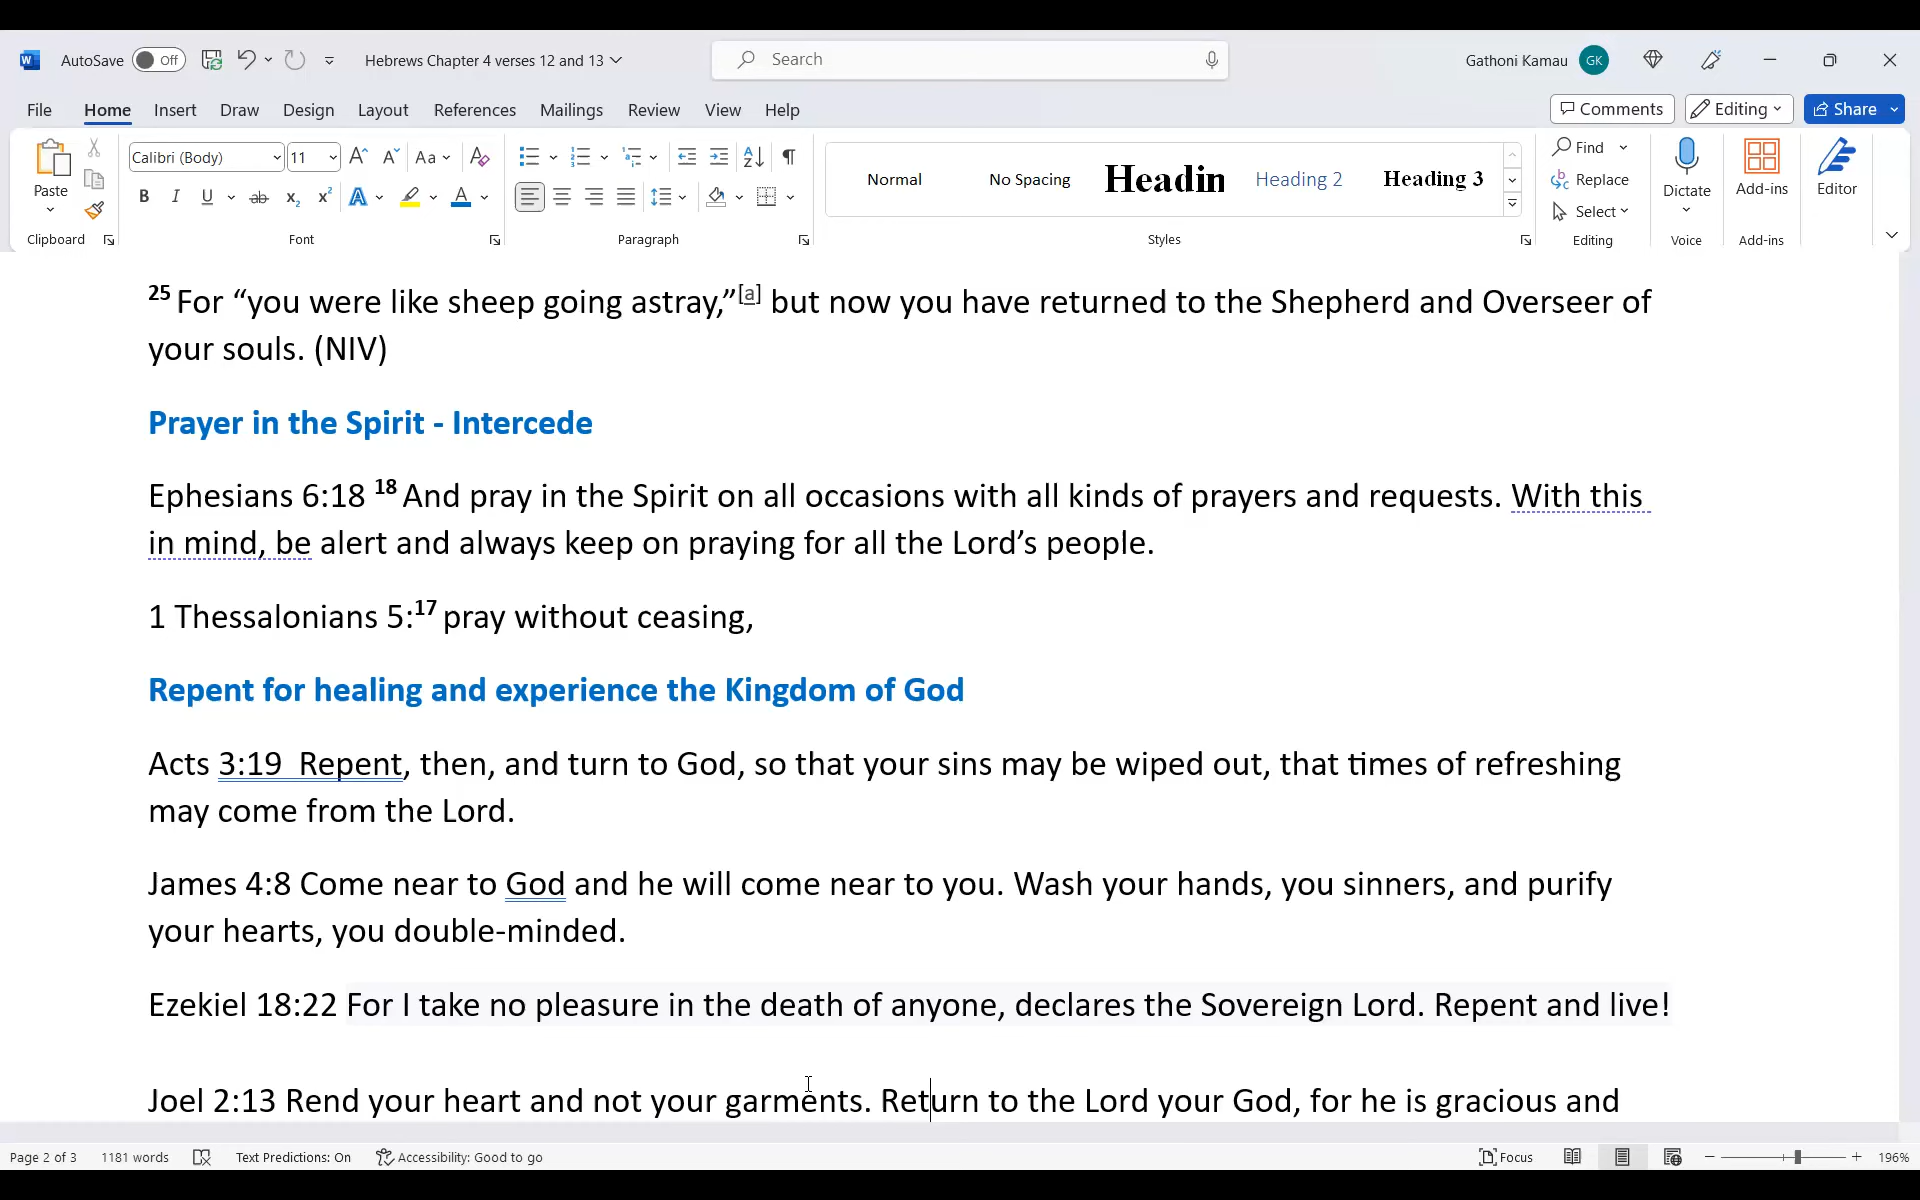 AutoSave Off Hebrews Chapter 4 verses 12 and 13 Search Gathoni Kamau GK
File Home Insert Draw Design Layout References Mailings Review View Help Comments Editing Share
Paste Calibri (Body) 11 Aa Normal No Spacing Headin Heading 2 Heading 3 Find Replace Select Dictate Add-ins Editor
Clipboard Font Paragraph Styles Editing Voice Add-ins
25 For “you were like sheep going astray,”[a] but now you have returned to the Shepherd and Overseer of
your souls. (NIV)
Prayer in the Spirit - Intercede
Ephesians 6:18 18 And pray in the Spirit on all occasions with all kinds of prayers and requests. With this
in mind, be alert and always keep on praying for all the Lord’s people.
1 Thessalonians 5:17 pray without ceasing,
Repent for healing and experience the Kingdom of God
Acts 3:19  Repent, then, and turn to God, so that your sins may be wiped out, that times of refreshing
may come from the Lord.
James 4:8 Come near to God and he will come near to you. Wash your hands, you sinners, and purify
your hearts, you double-minded.
Ezekiel 18:22 For I take no pleasure in the death of anyone, declares the Sovereign Lord. Repent and live!
Joel 2:13 Rend your heart and not your garments. Return to the Lord your God, for he is gracious and
Page 2 of 3 1181 words Text Predictions: On Accessibility: Good to go Focus 196%